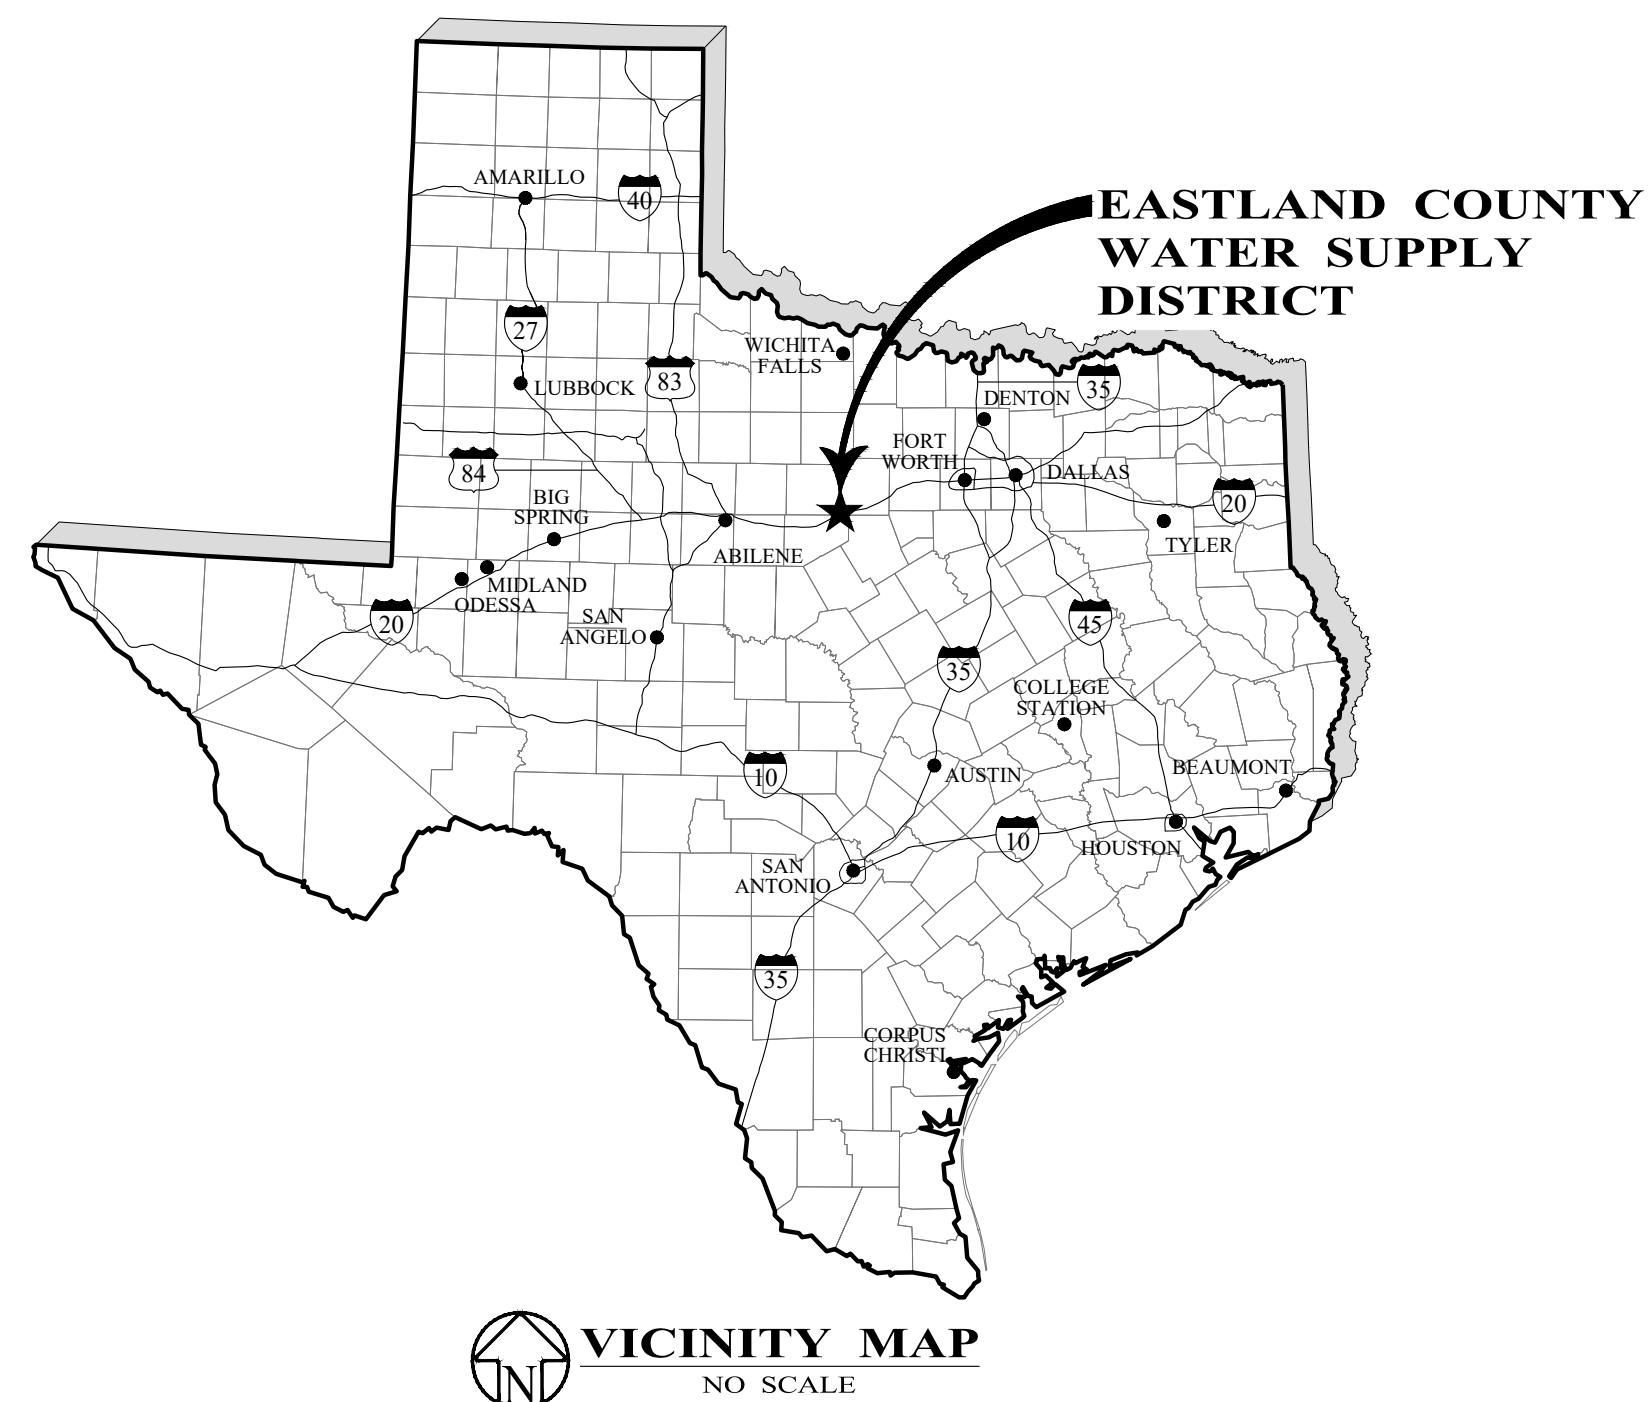 EASTLAND COUNTY
WATER SUPPLY
DISTRICT
AMARILLO
40
27
WICHITA
FALLS
LUBBOCK
83
35
DENTON
FORT
WORTH
DALLAS
84
BIG
SPRING
20
ABILENE
TYLER
MIDLAND
ODESSA
20
SAN
ANGELO
45
35
COLLEGE
STATION
10
AUSTIN
BEAUMONT
10
HOUSTON
SAN
ANTONIO
35
CORPUS
CHRISTI
N
VICINITY MAP
NO SCALE